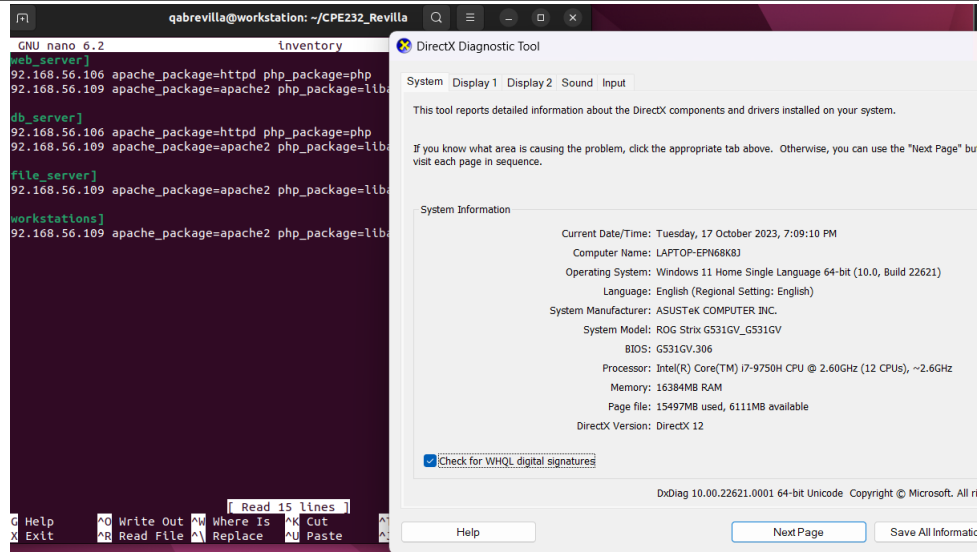 qabrevilla@workstation: ~/CPE232_Revilla
GNU nano 6.2 inventory
web_server]
92.168.56.106 apache_package=httpd php_package=php
92.168.56.109 apache_package=apache2 php_package=liba
db_server]
92.168.56.106 apache_package=httpd php_package=php
92.168.56.109 apache_package=apache2 php_package=liba
file_server]
92.168.56.109 apache_package=apache2 php_package=liba
workstations]
92.168.56.109 apache_package=apache2 php_package=liba
[ Read 15 lines ]
G Help ^O Write Out ^W Where Is ^K Cut
X Exit ^R Read File ^\ Replace ^U Paste
DirectX Diagnostic Tool
System Display 1 Display 2 Sound Input
This tool reports detailed information about the DirectX components and drivers installed on your system.
If you know what area is causing the problem, click the appropriate tab above. Otherwise, you can use the "Next Page" bu
visit each page in sequence.
System Information
Current Date/Time: Tuesday, 17 October 2023, 7:09:10 PM
Computer Name: LAPTOP-EPN68K8J
Operating System: Windows 11 Home Single Language 64-bit (10.0, Build 22621)
Language: English (Regional Setting: English)
System Manufacturer: ASUSTeK COMPUTER INC.
System Model: ROG Strix G531GV_G531GV
BIOS: G531GV.306
Processor: Intel(R) Core(TM) i7-9750H CPU @ 2.60GHz (12 CPUs), ~2.6GHz
Memory: 16384MB RAM
Page file: 15497MB used, 6111MB available
DirectX Version: DirectX 12
Check for WHQL digital signatures
DxDiag 10.00.22621.0001 64-bit Unicode Copyright © Microsoft. All ri
Help Next Page Save All Informatio